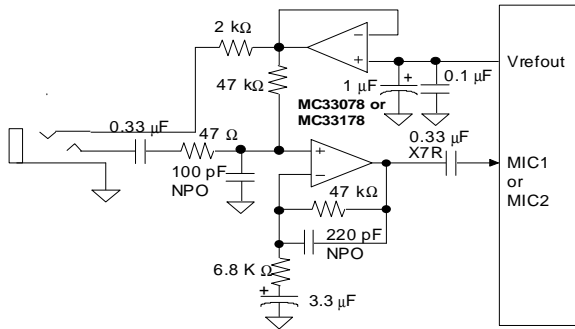 2 kΩ
47 kΩ
−
+
1 µF
+
0.1 µF
Vrefout
MC33078 or
MC33178
0.33 µF
47 Ω
100 pF
NPO
+
−
0.33 µF
X7R
MIC1
or
MIC2
47 kΩ
220 pF
NPO
6.8 K Ω
+
3.3 µF